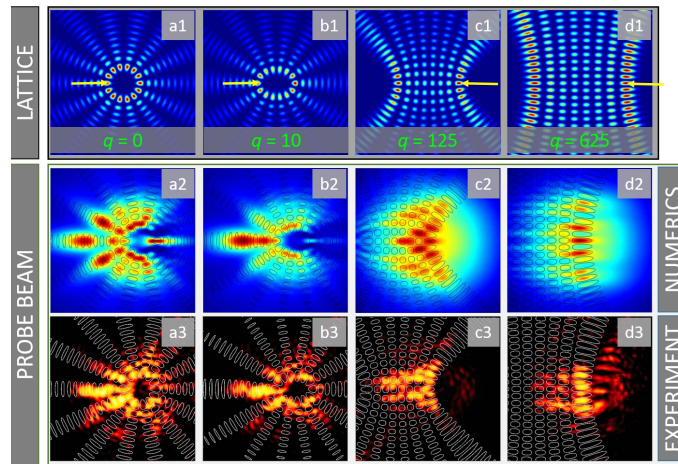 LATTICE
a1
b1
c1
d1
q = 0
q = 10
q = 125
q = 625
PROBE BEAM
a2
b2
c2
d2
NUMERICS
a3
b3
c3
d3
EXPERIMENT